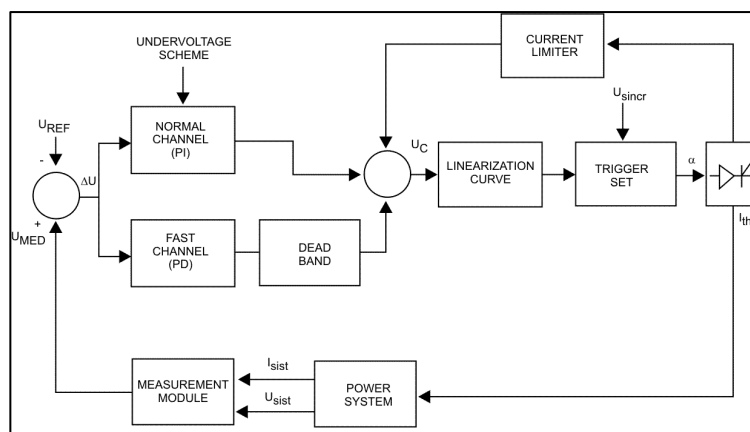 UNDERVOLTAGE
SCHEME
CURRENT
LIMITER
U_REF
-
ΔU
+
U_MED
NORMAL
CHANNEL
(PI)
FAST
CHANNEL
(PD)
DEAD
BAND
U_C
LINEARIZATION
CURVE
U_sincr
TRIGGER
SET
α
I_th
MEASUREMENT
MODULE
I_sist
U_sist
POWER
SYSTEM